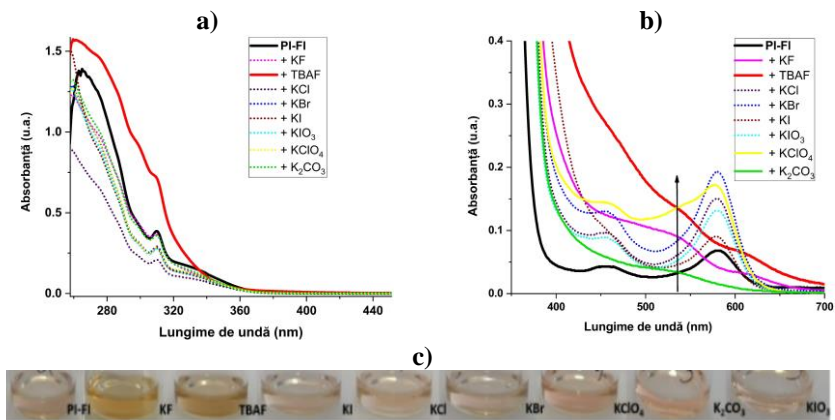 a)
b)
1.5
1.0
0.5
0.0
Absorbanță (u.a.)
PI-FI
+ KF
+ TBAF
+ KCl
+ KBr
+ KI
+ KIO₃
+ KClO₄
+ K₂CO₃
260 280 320 360 400 440
Lungime de undă (nm)
0.4
0.3
0.2
0.1
0.0
Absorbanță (u.a.)
PI-FI
+ KF
+ TBAF
+ KCl
+ KBr
+ KI
+ KIO₃
+ KClO₄
+ K₂CO₃
400 500 600 700
Lungime de undă (nm)
c)
PI-FI KF TBAF KI KCl KBr KClO₄ K₂CO₃ KIO₃